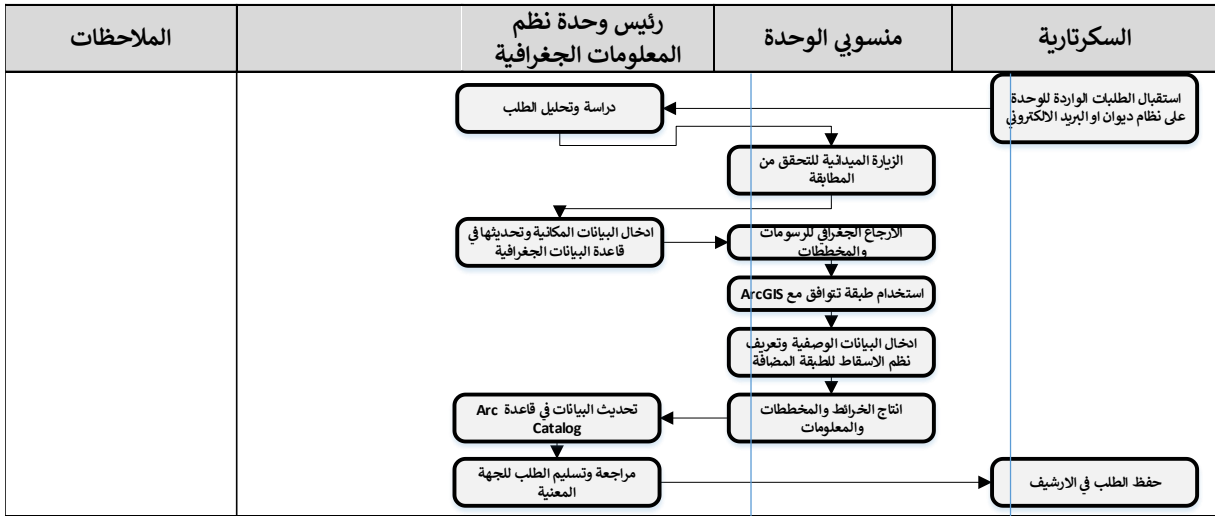 السكرتارية
منسوبي الوحدة
رئيس وحدة نظم
المعلومات الجغرافية
الملاحظات
استقبال الطلبات الواردة للوحدة
على نظام ديوان او البريد الالكتروني
دراسة وتحليل الطلب
الزيارة الميدانية للتحقق من
المطابقة
ادخال البيانات المكانية وتحديثها في
قاعدة البيانات الجغرافية
الارجاع الجغرافي للرسومات
والمخططات
استخدام طبقة تتوافق مع ArcGIS
ادخال البيانات الوصفية وتعريف
نظم الاسقاط للطبقة المضافة
انتاج الخرائط والمخططات
والمعلومات
تحديث البيانات في قاعدة Arc
Catalog
مراجعة وتسليم الطلب للجهة
المعنية
حفظ الطلب في الارشيف